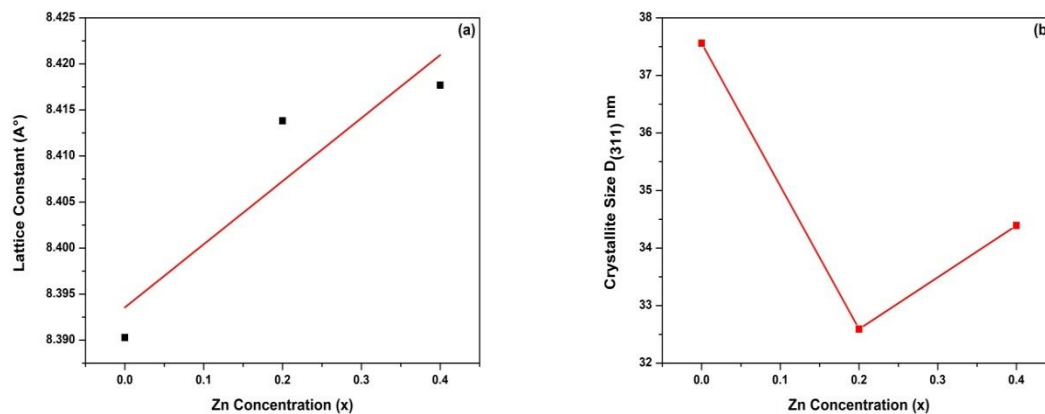 (a)
8.425
8.420
8.415
8.410
8.405
8.400
8.395
8.390
Lattice Constant (A°)
0.0 0.1 0.2 0.3 0.4
Zn Concentration (x)
(b
38
37
36
35
34
33
32
Crystallite Size D(311) nm
0.0 0.1 0.2 0.3 0.4
Zn Concentration (x)